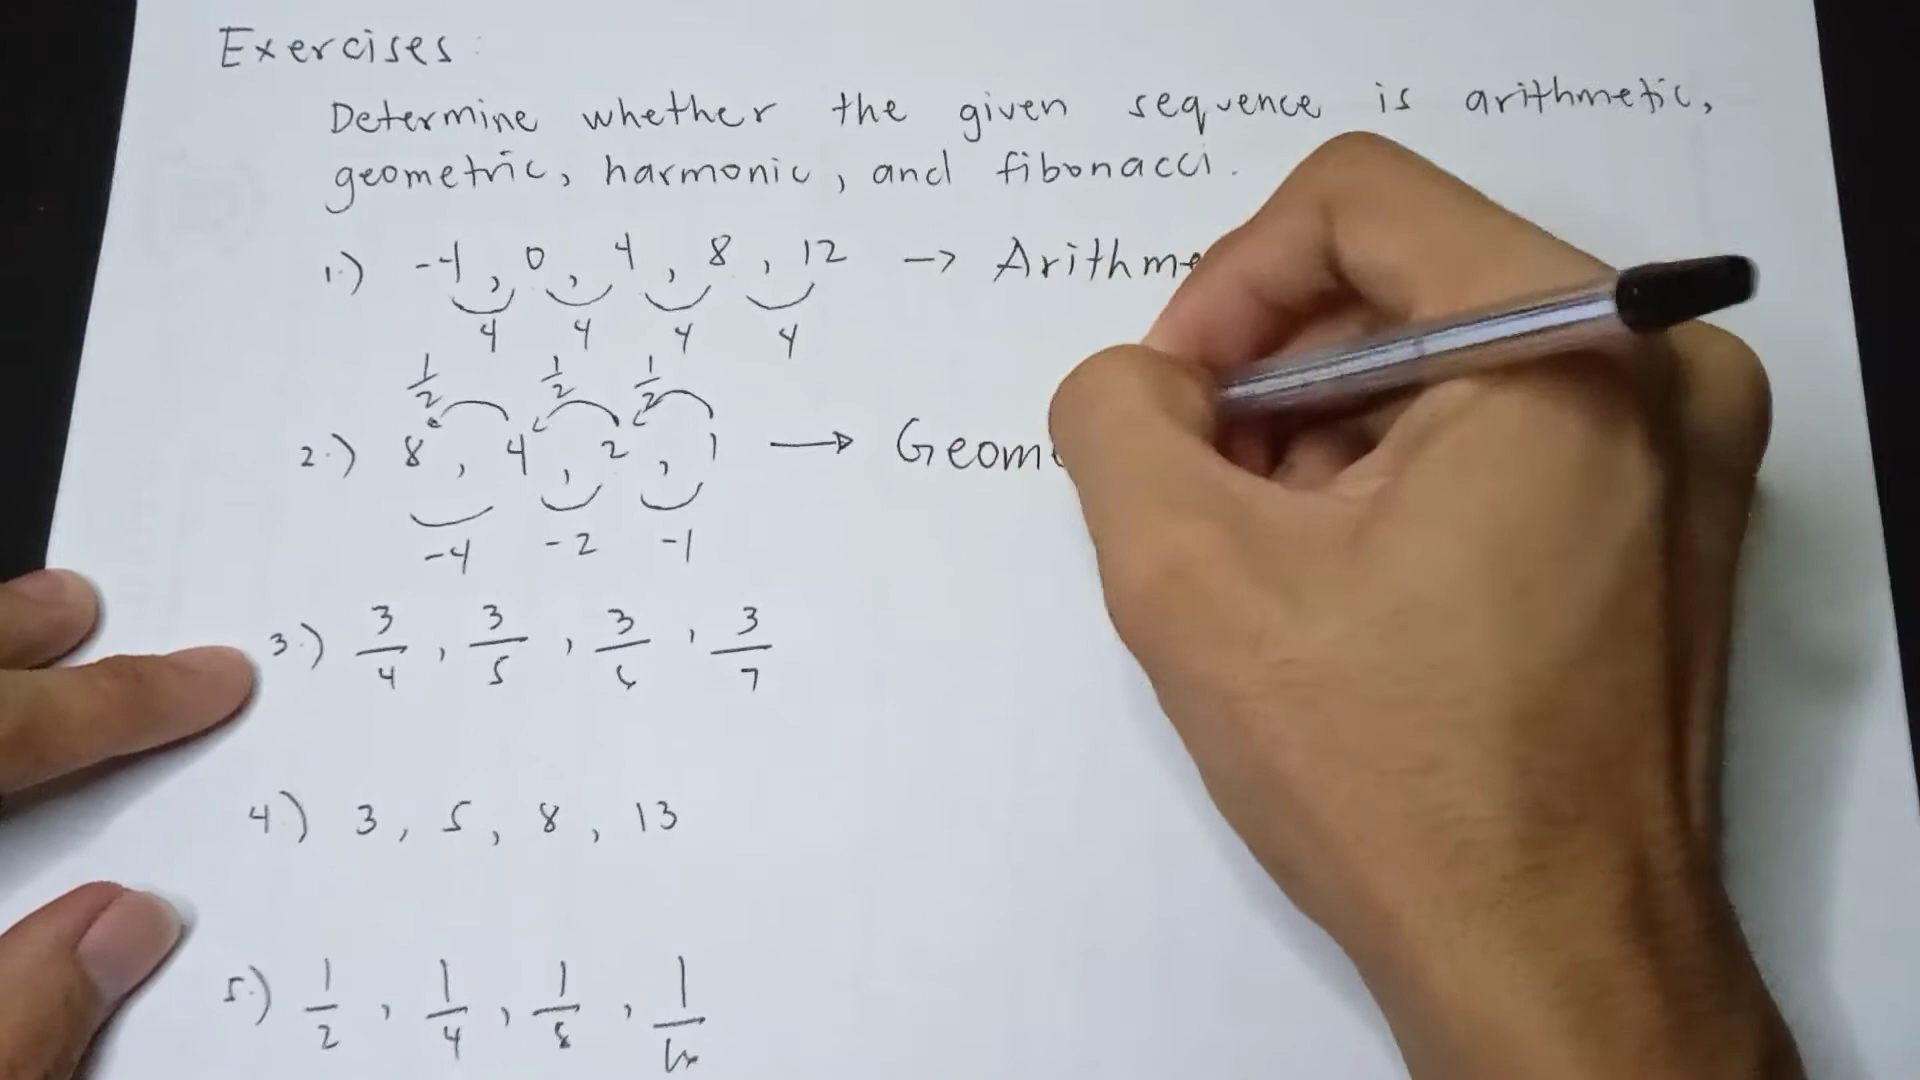 Exercises:
Determine whether the given sequence is arithmetic,
geometric, harmonic, and fibonacci.
1.) -4, 0, 4, 8, 12 -> Arithme
4 4 4 4
1/2 1/2 1/2
2.) 8, 4, 2, 1 → Geom
-4 -2 -1
3.) 3/4, 3/5, 3/6, 3/7
4.) 3, 5, 8, 13
5.) 1/2, 1/4, 1/8,